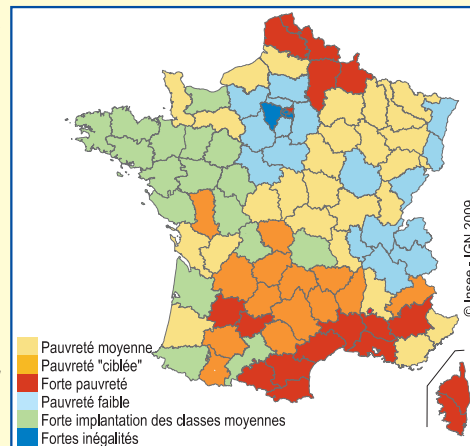 © Insee - IGN 2009
Pauvreté moyenne
Pauvreté "ciblée"
Forte pauvreté
Pauvreté faible
Forte implantation des classes moyennes
Fortes inégalités